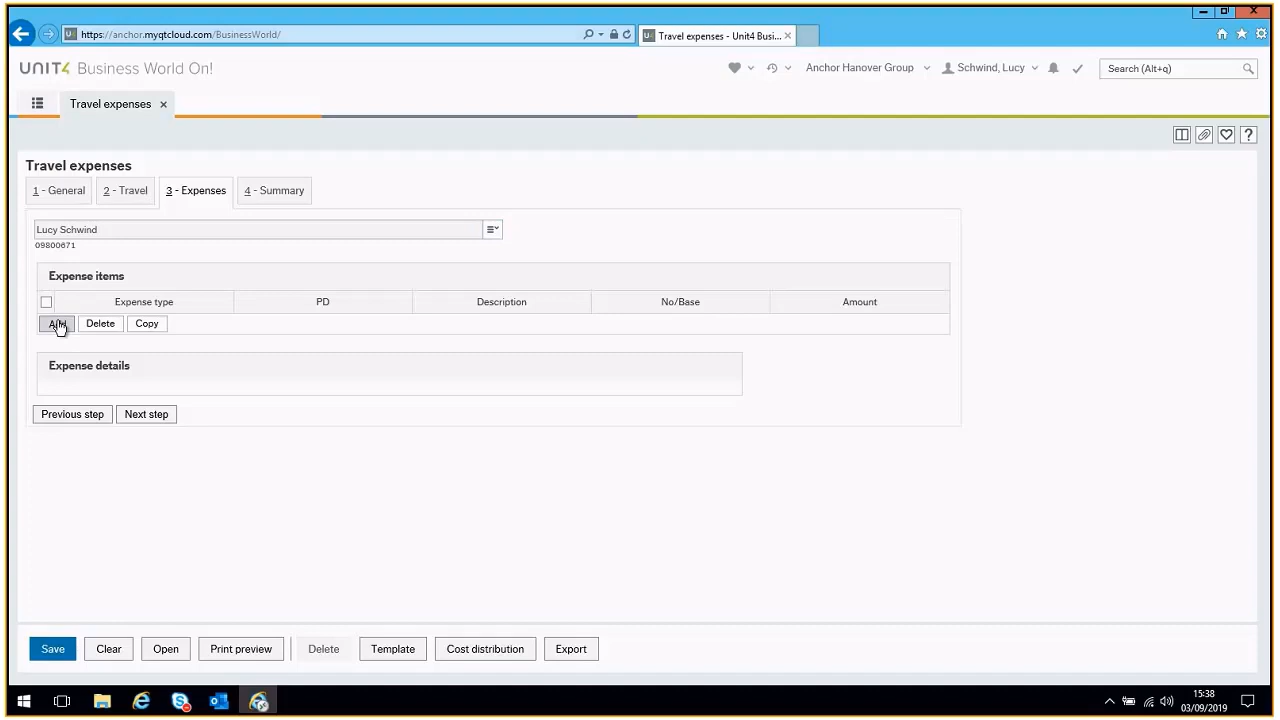 https://anchor.myqtcloud.com/BusinessWorld/
Travel expenses - Unit4 Busi...
UNIT4 Business World On!
Anchor Hanover Group
Schwind, Lucy
Search (Alt+q)
Travel expenses
Travel expenses
1 - General
2 - Travel
3 - Expenses
4 - Summary
Lucy Schwind
09800671
Expense items
Expense type PD Description No/Base Amount
Add Delete Copy
Expense details
Previous step Next step
Save Clear Open Print preview Delete Template Cost distribution Export
15:38
03/09/2019